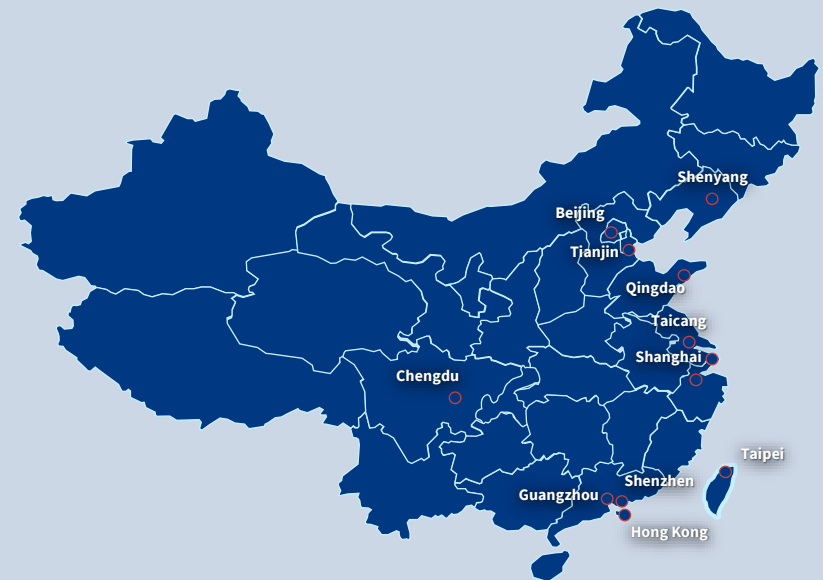 Shenyang
Beijing
Tianjin
Qingdao
Taicang
Shanghai
Chengdu
Taipei
Shenzhen
Guangzhou
Hong Kong